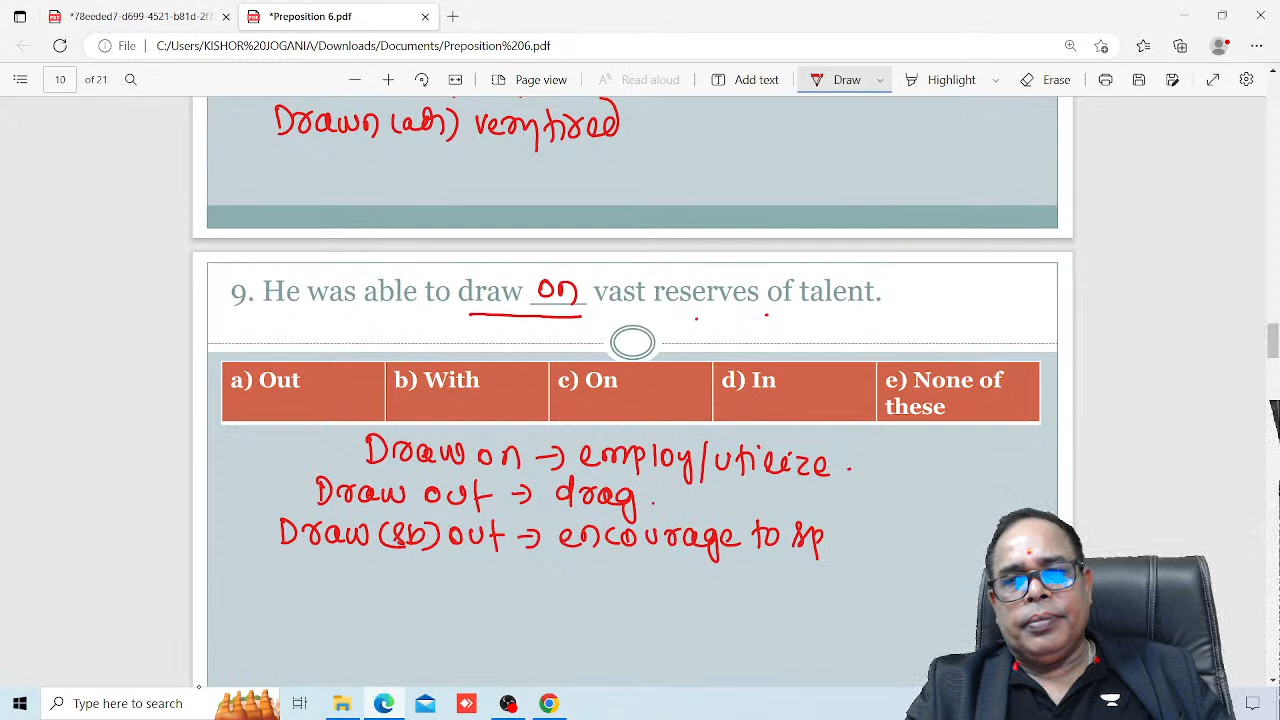 *78eeded7-d699-4521-b81d-2f7
*Preposition 6.pdf
File C:/Users/KISHOR%20JOGANIA/Downloads/Documents/Preposition%206.pdf
10 of 21
Page view
Read aloud
Add text
Draw
Highlight
Erase
Drawn (adj) very tired
9. He was able to draw on vast reserves of talent.
a) Out b) With c) On d) In e) None of these
Draw on → employ/utilize.
Draw out → drag.
Draw (sb) out → encourage to sp
Type here to search